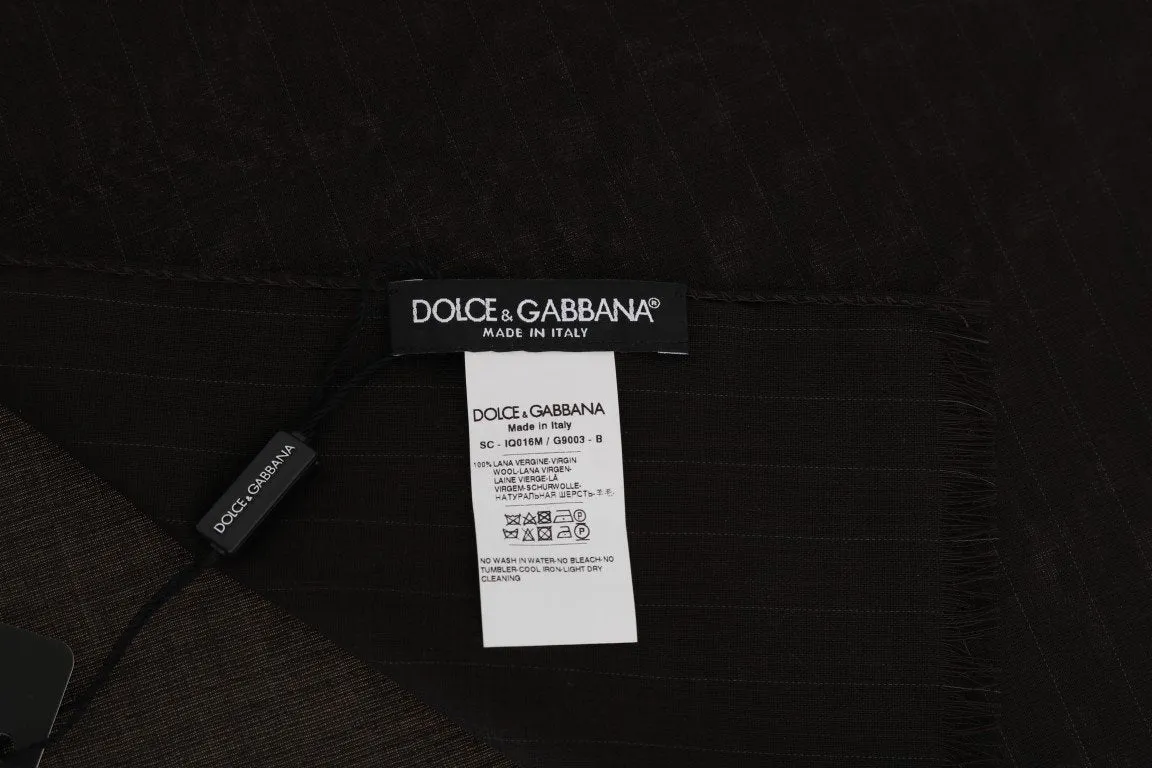 DOLCE & GABBANA®
MADE IN ITALY
DOLCE & GABBANA
Made in Italy
SC - IQ016M / G9003 - B
100% LANA VERGINE-VIRGIN
WOOL-LANA VIRGEN-
LAINE VIERGE-LÃ
VIRGEM-SCHURWOLLE-
НАТУРАЛЬНАЯ ШЕРСТЬ-羊毛
NO WASH IN WATER-NO BLEACH-NO
TUMBLER-COOL IRON-LIGHT DRY
CLEANING
DOLCE & GABBANA